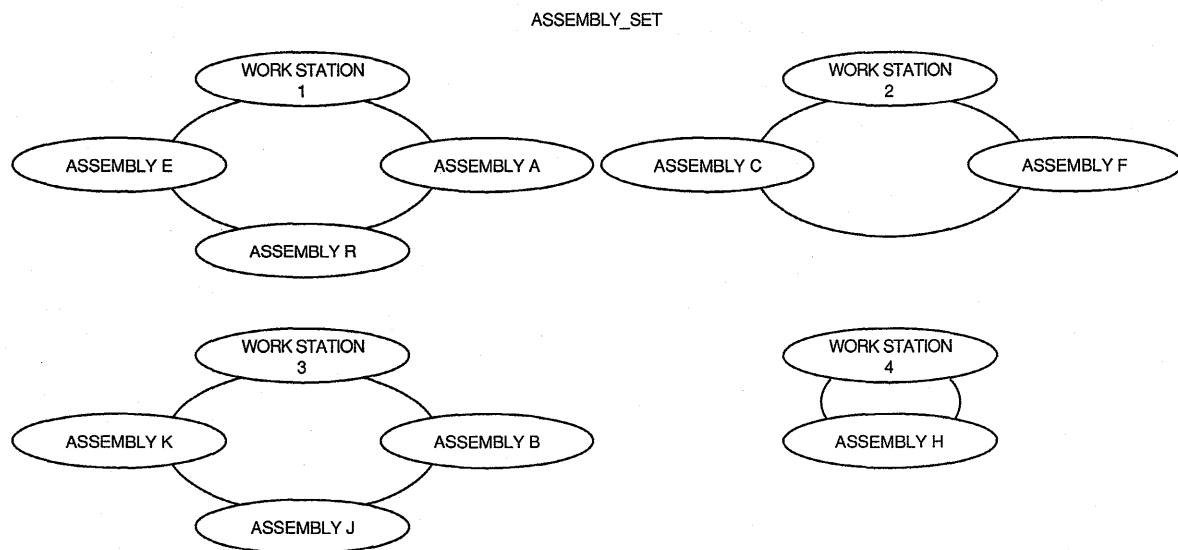 ASSEMBLY_SET
WORK STATION
1
WORK STATION
2
ASSEMBLY E
ASSEMBLY A
ASSEMBLY C
ASSEMBLY F
ASSEMBLY R
WORK STATION
3
WORK STATION
4
ASSEMBLY K
ASSEMBLY B
ASSEMBLY H
ASSEMBLY J